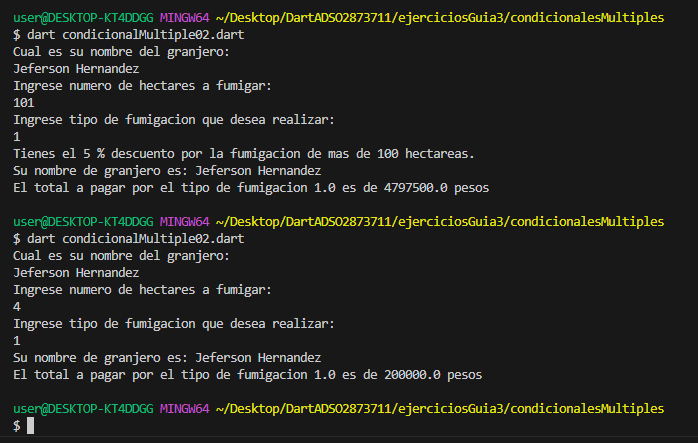 user@DESKTOP-KT4DDGG MINGW64 ~/Desktop/DartADSO2873711/ejerciciosGuia3/condicionalesMultiples
$ dart condicionalMultiple02.dart
Cual es su nombre del granjero:
Jeferson Hernandez
Ingrese numero de hectares a fumigar:
101
Ingrese tipo de fumigacion que desea realizar:
1
Tienes el 5 % descuento por la fumigacion de mas de 100 hectareas.
Su nombre de granjero es: Jeferson Hernandez
El total a pagar por el tipo de fumigacion 1.0 es de 4797500.0 pesos
user@DESKTOP-KT4DDGG MINGW64 ~/Desktop/DartADSO2873711/ejerciciosGuia3/condicionalesMultiples
$ dart condicionalMultiple02.dart
Cual es su nombre del granjero:
Jeferson Hernandez
Ingrese numero de hectares a fumigar:
4
Ingrese tipo de fumigacion que desea realizar:
1
Su nombre de granjero es: Jeferson Hernandez
El total a pagar por el tipo de fumigacion 1.0 es de 200000.0 pesos
user@DESKTOP-KT4DDGG MINGW64 ~/Desktop/DartADSO2873711/ejerciciosGuia3/condicionalesMultiples
$